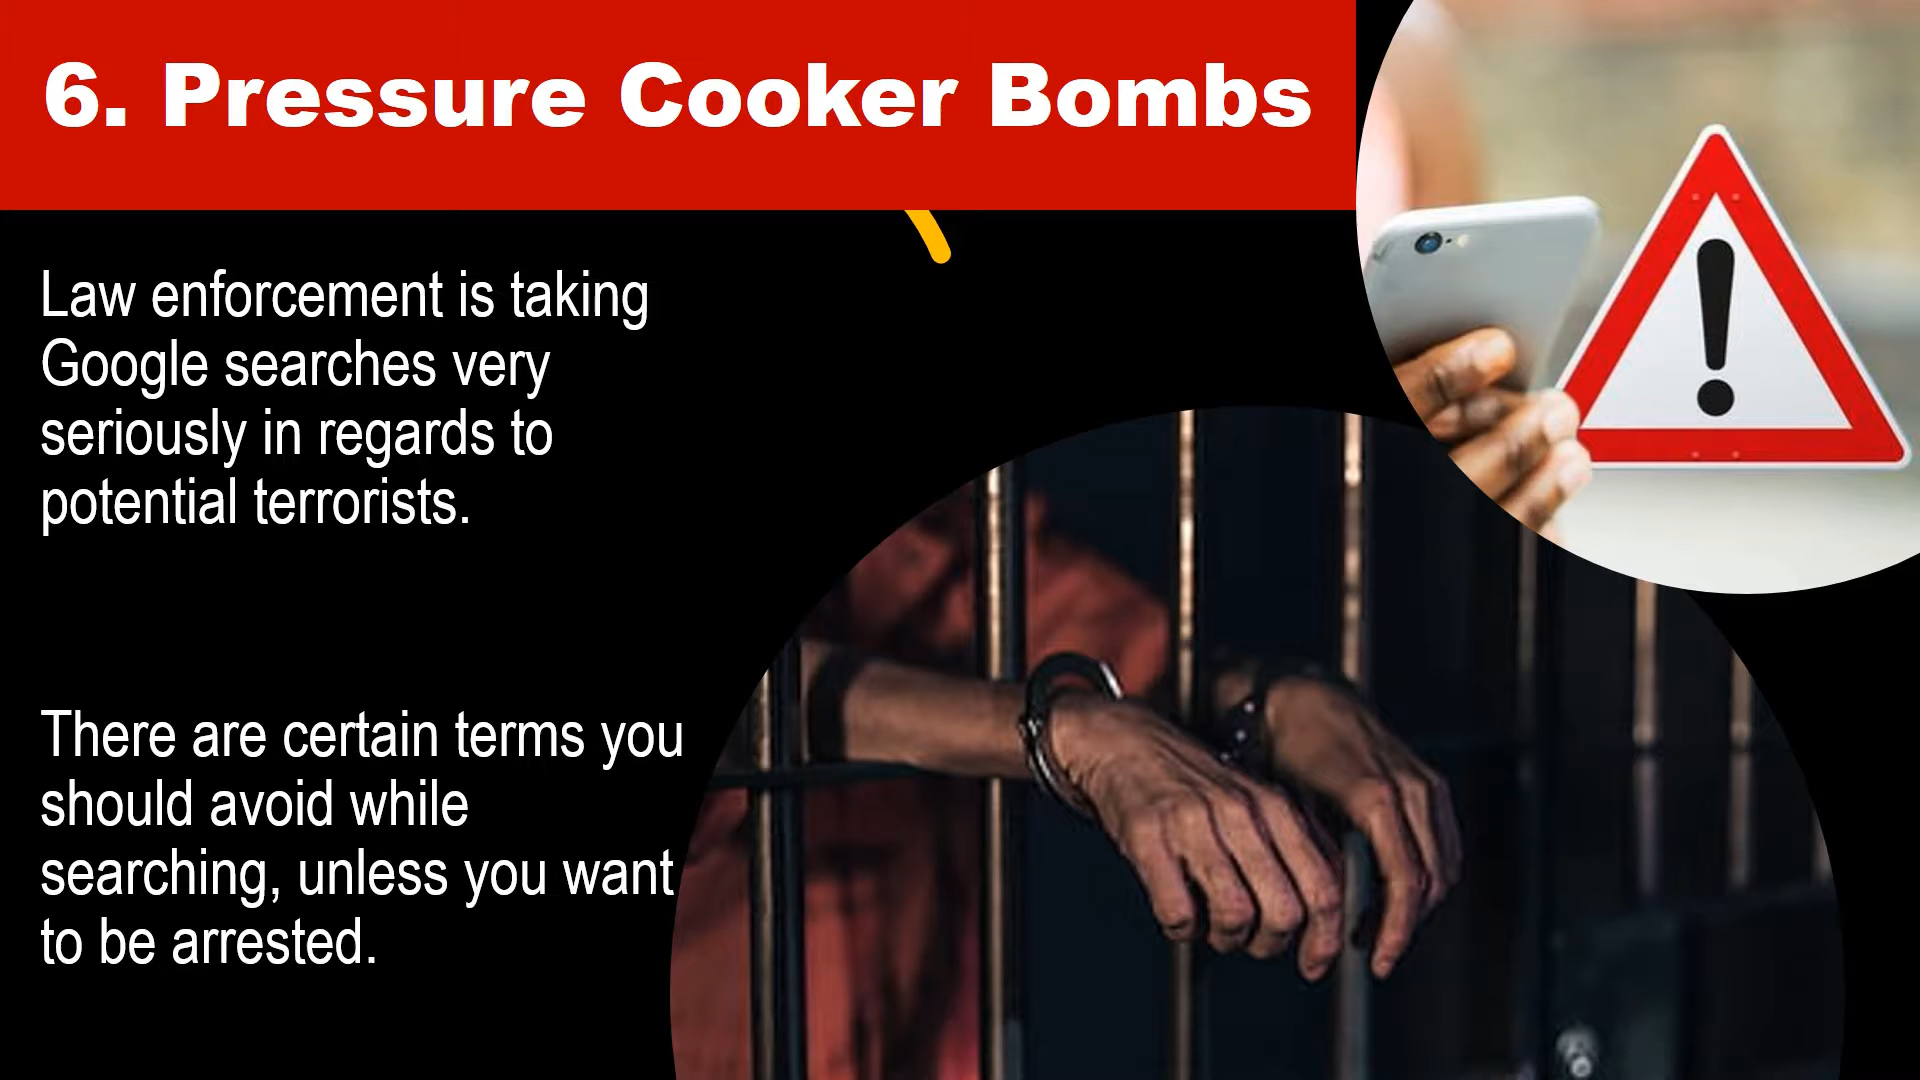 6. Pressure Cooker Bombs
Law enforcement is taking
Google searches very
seriously in regards to
potential terrorists.
There are certain terms you
should avoid while
searching, unless you want
to be arrested.